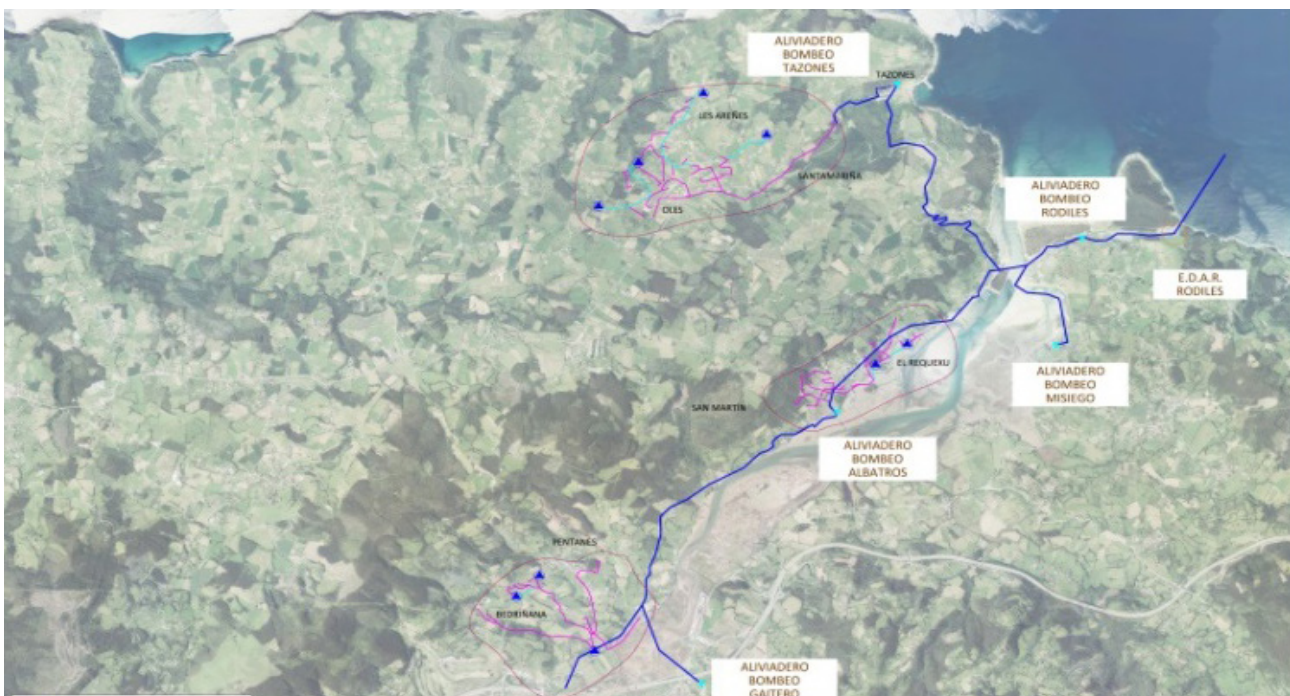 ALIVIADERO
BOMBEO
TAZONES
TAZONES
LES AREÑES
SANTAMARIÑA
OLES
ALIVIADERO
BOMBEO
RODILES
E.D.A.R.
RODILES
EL REQUEXU
ALIVIADERO
BOMBEO
MISIEGO
SAN MARTÍN
ALIVIADERO
BOMBEO
ALBATROS
PENTANES
BEDRIÑANA
ALIVIADERO
BOMBEO
GAITERO